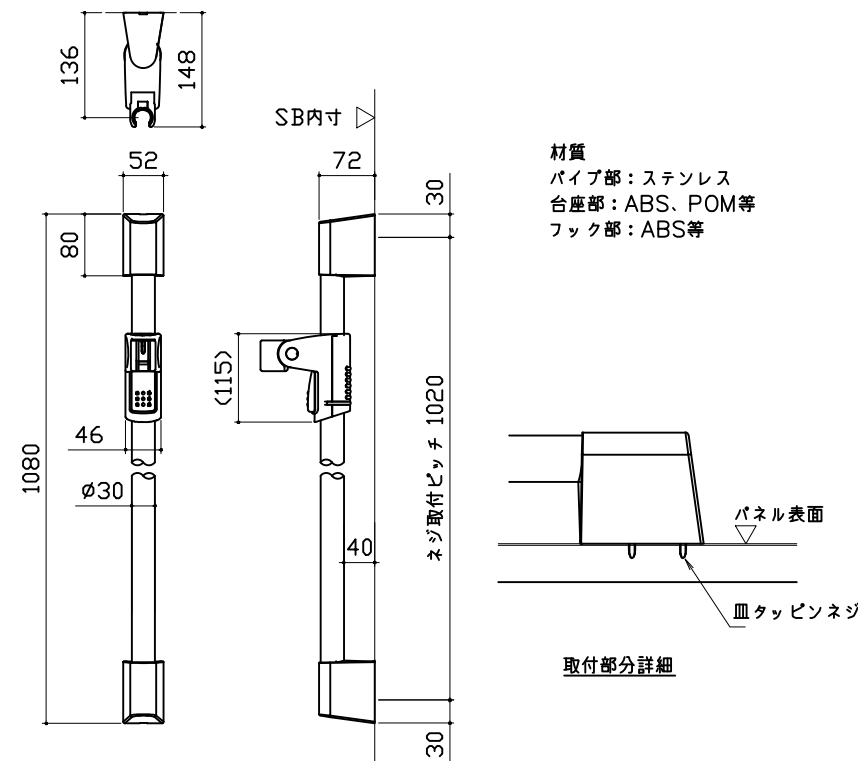 136
148
SB内寸
52
72
30
材質
パイプ部：ステンレス
台座部：ABS、POM等
フック部：ABS等
80
(115)
46
1080
φ30
40
ネジ取付ピッチ 1020
パネル表面
皿タッピンネジ
取付部分詳細
30